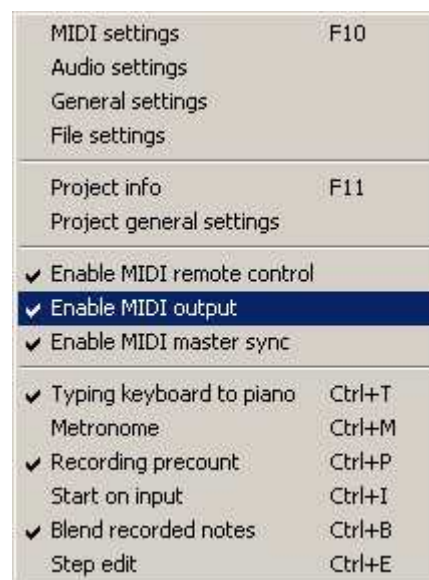 MIDI settings F10
Audio settings
General settings
File settings
Project info F11
Project general settings
Enable MIDI remote control
Enable MIDI output
Enable MIDI master sync
Typing keyboard to piano Ctrl+T
Metronome Ctrl+M
Recording precount Ctrl+P
Start on input Ctrl+I
Blend recorded notes Ctrl+B
Step edit Ctrl+E